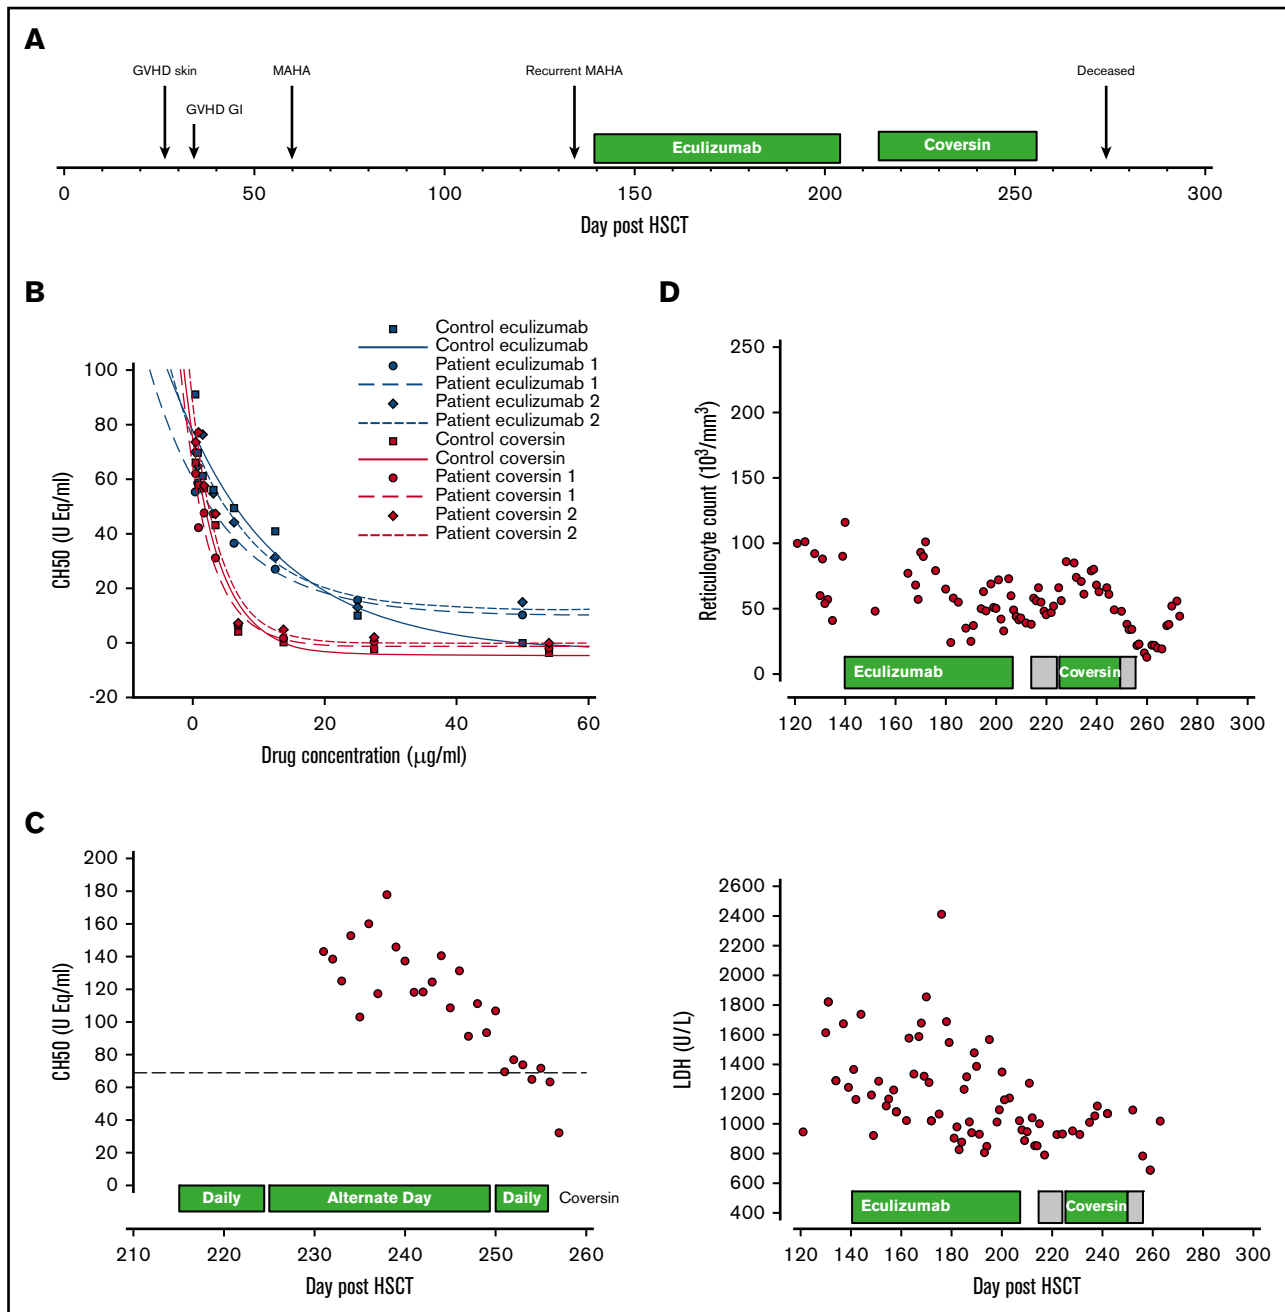 A
GVHD skin
MAHA
Recurrent MAHA
Deceased
GVHD GI
Eculizumab
Coversin
0 50 100 150 200 250 300
Day post HSCT
B
Control eculizumab
Control eculizumab
Patient eculizumab 1
Patient eculizumab 1
Patient eculizumab 2
Patient eculizumab 2
Control coversin
Control coversin
Patient coversin 1
Patient coversin 1
Patient coversin 2
Patient coversin 2
CH50 (U Eq/ml)
100
80
60
40
20
0
-20
0 20 40 60
Drug concentration (μg/ml)
D
Reticulocyte count (10³/mm³)
250
200
150
100
50
0
Eculizumab
Coversin
120 140 160 180 200 220 240 260 280 300
C
CH50 (U Eq/ml)
200
180
160
140
120
100
80
60
40
20
0
Daily
Alternate Day
Daily
Coversin
210 220 230 240 250 260
Day post HSCT
LDH (U/L)
2600
2400
2200
2000
1800
1600
1400
1200
1000
800
600
400
Eculizumab
Coversin
120 140 160 180 200 220 240 260 280 300
Day post HSCT